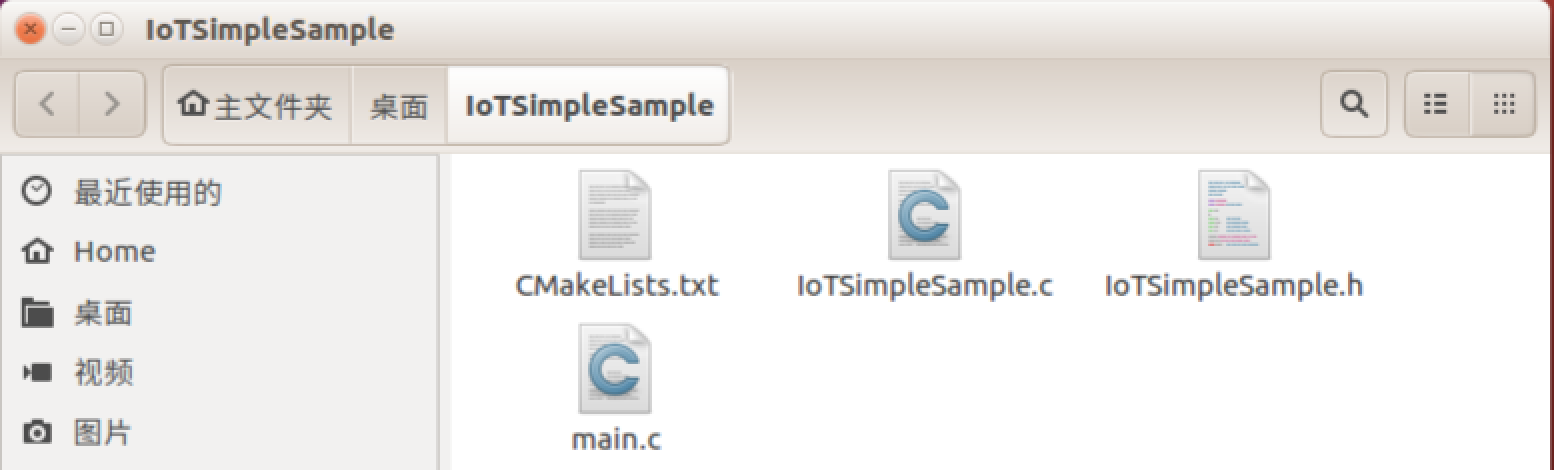 IoTSimpleSample
主文件夹 桌面 IoTSimpleSample
最近使用的
Home
桌面
视频
图片
CMakeLists.txt IoTSimpleSample.c IoTSimpleSample.h
main.c